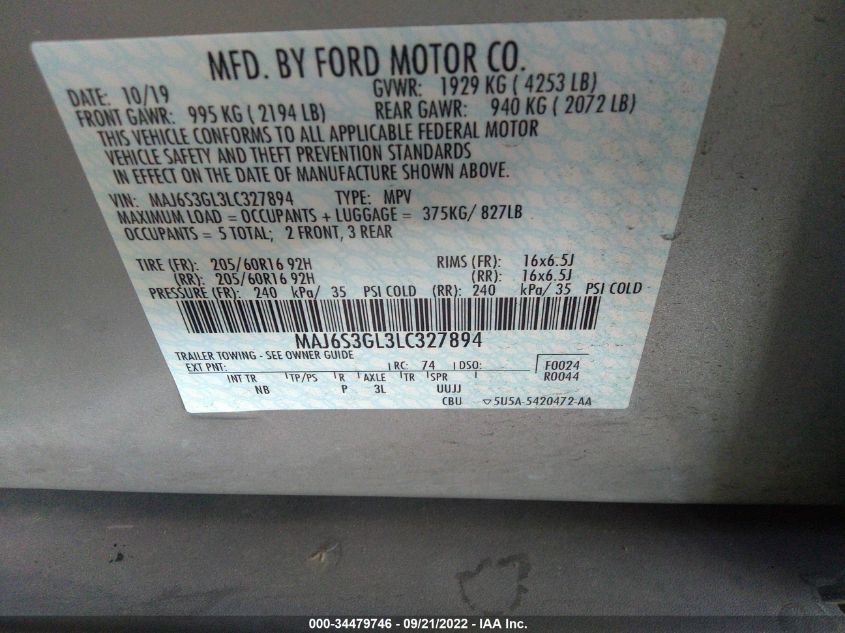 MFD. BY FORD MOTOR CO.
DATE: 10/19 GVWR: 1929 KG ( 4253 LB)
FRONT GAWR: 995 KG ( 2194 LB) REAR GAWR: 940 KG ( 2072 LB)
THIS VEHICLE CONFORMS TO ALL APPLICABLE FEDERAL MOTOR
VEHICLE SAFETY AND THEFT PREVENTION STANDARDS
IN EFFECT ON THE DATE OF MANUFACTURE SHOWN ABOVE.
VIN: MAJ6S3GL3LC327894 TYPE: MPV
MAXIMUM LOAD = OCCUPANTS + LUGGAGE = 375KG/ 827LB
OCCUPANTS = 5 TOTAL; 2 FRONT, 3 REAR
TIRE (FR): 205/60R16 92H RIMS (FR): 16x6.5J
(RR): 205/60R16 92H (RR): 16x6.5J
PRESSURE (FR): 240 kPa/ 35 PSI COLD (RR): 240 kPa/ 35 PSI COLD
MAJ6S3GL3LC327894
TRAILER TOWING - SEE OWNER GUIDE
EXT PNT: RC: 74 DSO: F0024
INT TR TP/PS R AXLE TR SPR R0044
NB P 3L UUJJ
CBU 5U5A-5420472-AA
000-34479746 - 09/21/2022 - IAA Inc.